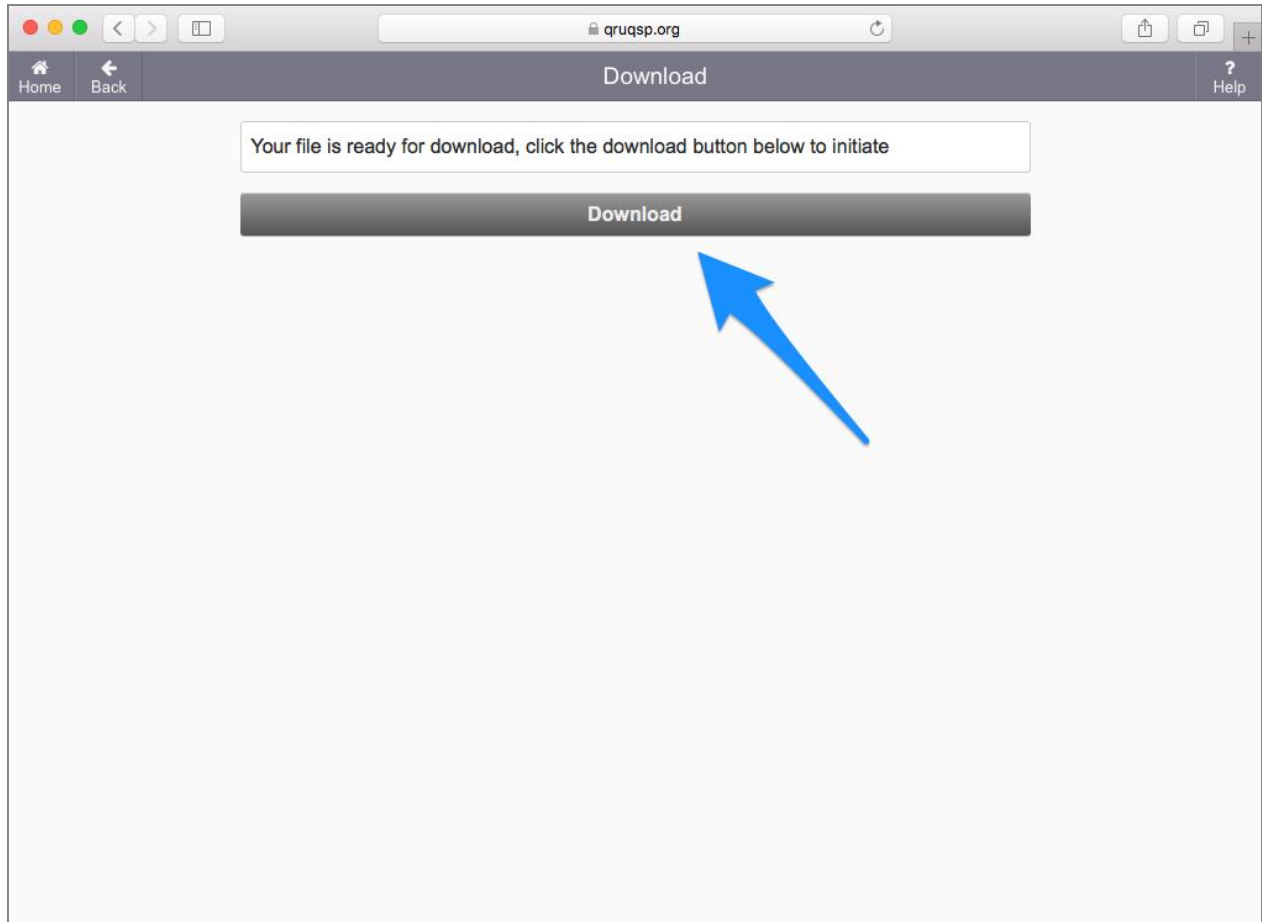 qruqsp.org
Home
Back
Download
?
Help
Your file is ready for download, click the download button below to initiate
Download